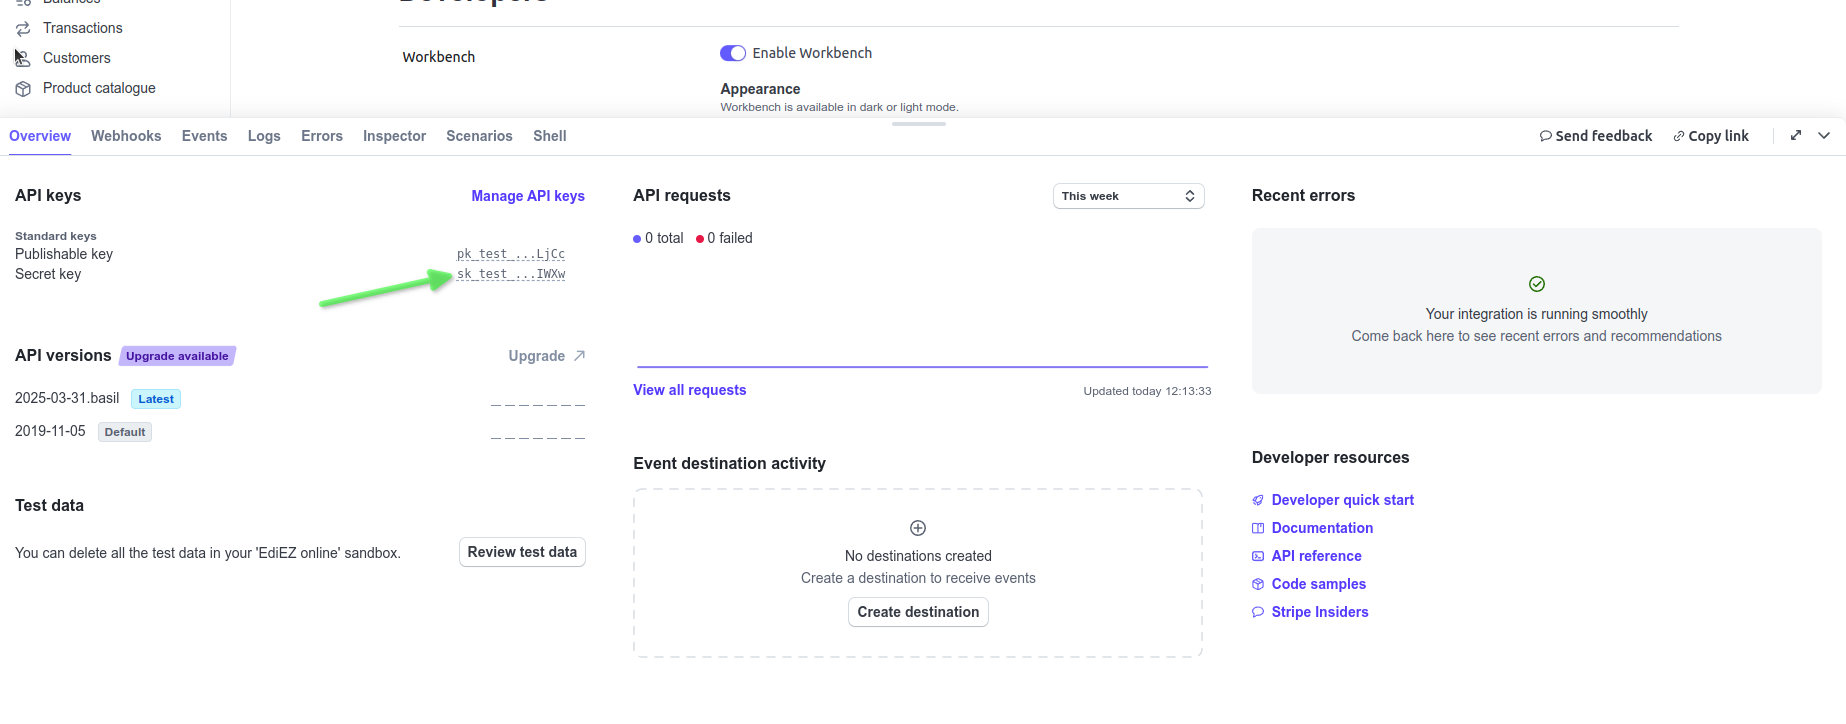 Balances
Developers
Transactions
Customers
Product catalogue
Workbench
Enable Workbench
Appearance
Workbench is available in dark or light mode.
Overview Webhooks Events Logs Errors Inspector Scenarios Shell
Send feedback Copy link
API keys
Manage API keys
Standard keys
Publishable key pk_test_...LjCc
Secret key sk_test_...IWXw
API versions Upgrade available Upgrade
2025-03-31.basil Latest
2019-11-05 Default
Test data
You can delete all the test data in your 'EdiEZ online' sandbox.
Review test data
API requests
This week
0 total 0 failed
View all requests Updated today 12:13:33
Event destination activity
No destinations created
Create a destination to receive events
Create destination
Recent errors
Your integration is running smoothly
Come back here to see recent errors and recommendations
Developer resources
Developer quick start
Documentation
API reference
Code samples
Stripe Insiders